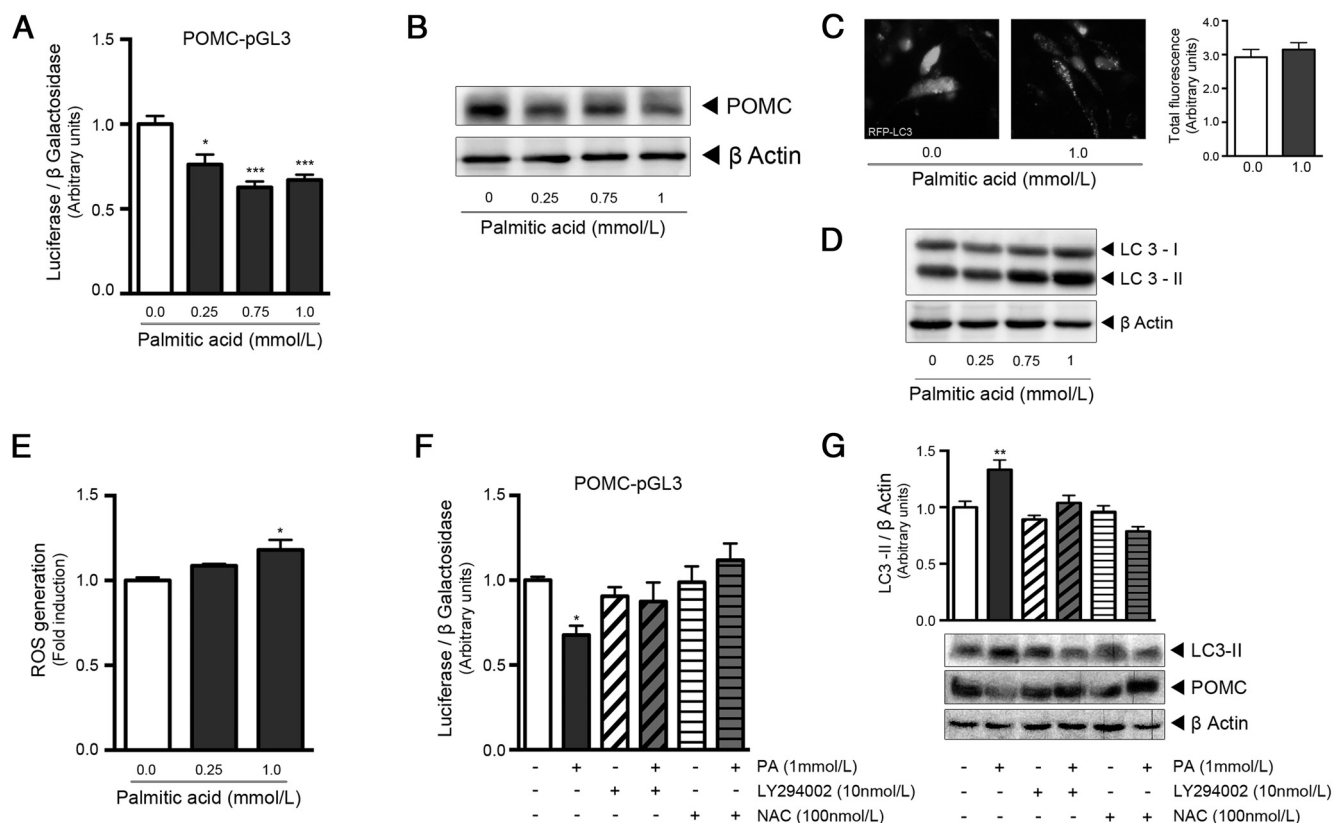 A
POMC-pGL3
Luciferase / β Galactosidase
(Arbitrary units)
1.5
1.0
0.5
0.0
*
***
***
0.0 0.25 0.75 1.0
Palmitic acid (mmol/L)
B
POMC
β Actin
0 0.25 0.75 1
Palmitic acid (mmol/L)
C
RFP-LC3
0.0 1.0
Palmitic acid (mmol/L)
Total fluorescence
(Arbitrary units)
4.0
3.0
2.0
1.0
0.0
0.0 1.0
D
LC 3 - I
LC 3 - II
β Actin
0 0.25 0.75 1
Palmitic acid (mmol/L)
E
ROS generation
(Fold induction)
1.5
1.0
0.5
0.0
*
0.0 0.25 1.0
Palmitic acid (mmol/L)
F
POMC-pGL3
Luciferase / β Galactosidase
(Arbitrary units)
1.5
1.0
0.5
0.0
*
- + - + - + PA (1mmol/L)
- - + + - - LY294002 (10nmol/L)
- - - - + + NAC (100nmol/L)
G
LC3 -II / β Actin
(Arbitrary units)
1.5
1.0
0.5
0.0
**
LC3-II
POMC
β Actin
- + - + - + PA (1mmol/L)
- - + + - - LY294002 (10nmol/L)
- - - - + + NAC (100nmol/L)